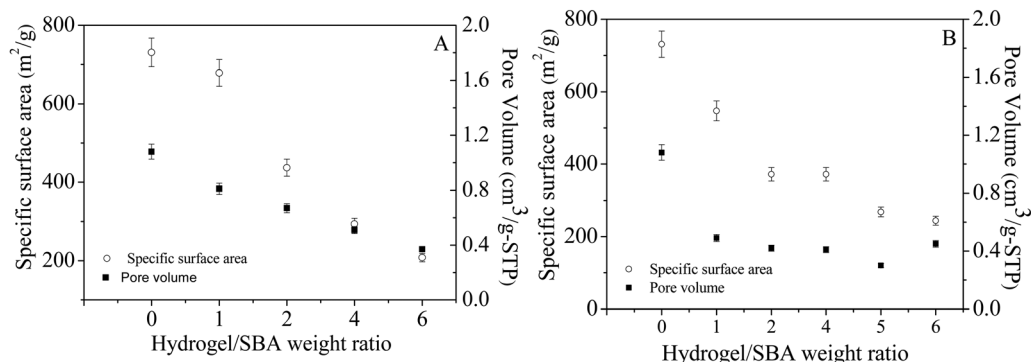 A
800
600
400
200
Specific surface area (m²/g)
2.0
1.6
1.2
0.8
0.4
0.0
Pore Volume (cm³/g-STP)
Specific surface area
Pore volume
0 1 2 4 6
Hydrogel/SBA weight ratio
B
800
600
400
200
0
Specific surface area (m²/g)
2.0
1.6
1.2
0.8
0.4
0.0
Pore Volume (cm³/g-STP)
Specific surface area
Pore volume
0 1 2 4 5 6
Hydrogel/SBA weight ratio